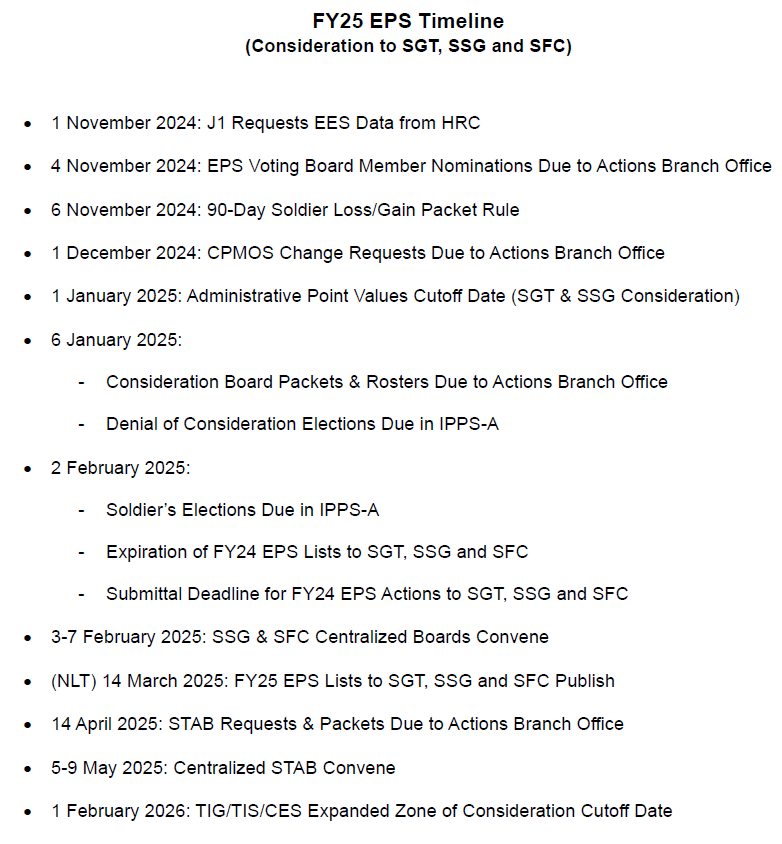 FY25 EPS Timeline
(Consideration to SGT, SSG and SFC)
• 1 November 2024: J1 Requests EES Data from HRC
• 4 November 2024: EPS Voting Board Member Nominations Due to Actions Branch Office
• 6 November 2024: 90-Day Soldier Loss/Gain Packet Rule
• 1 December 2024: CPMOS Change Requests Due to Actions Branch Office
• 1 January 2025: Administrative Point Values Cutoff Date (SGT & SSG Consideration)
• 6 January 2025:
- Consideration Board Packets & Rosters Due to Actions Branch Office
- Denial of Consideration Elections Due in IPPS-A
• 2 February 2025:
- Soldier’s Elections Due in IPPS-A
- Expiration of FY24 EPS Lists to SGT, SSG and SFC
- Submittal Deadline for FY24 EPS Actions to SGT, SSG and SFC
• 3-7 February 2025: SSG & SFC Centralized Boards Convene
• (NLT) 14 March 2025: FY25 EPS Lists to SGT, SSG and SFC Publish
• 14 April 2025: STAB Requests & Packets Due to Actions Branch Office
• 5-9 May 2025: Centralized STAB Convene
• 1 February 2026: TIG/TIS/CES Expanded Zone of Consideration Cutoff Date